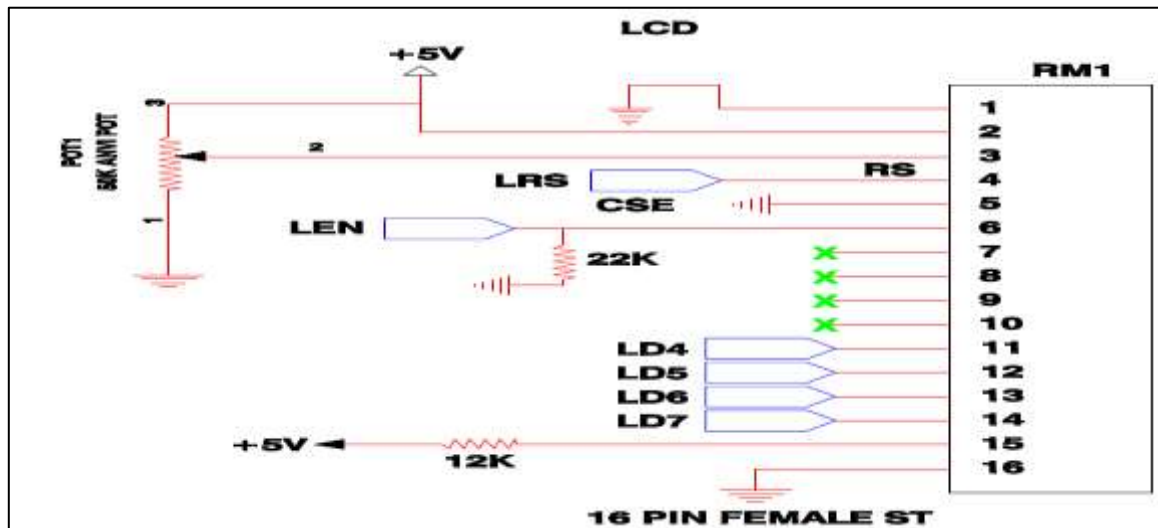 LCD
+5V
RM1
3
POT1
50K ANVI POT
2
1
1
2
3
4
5
6
7
8
9
10
11
12
13
14
15
16
LRS
RS
CSE
LEN
22K
LD4
LD5
LD6
LD7
+5V
12K
16 PIN FEMALE ST